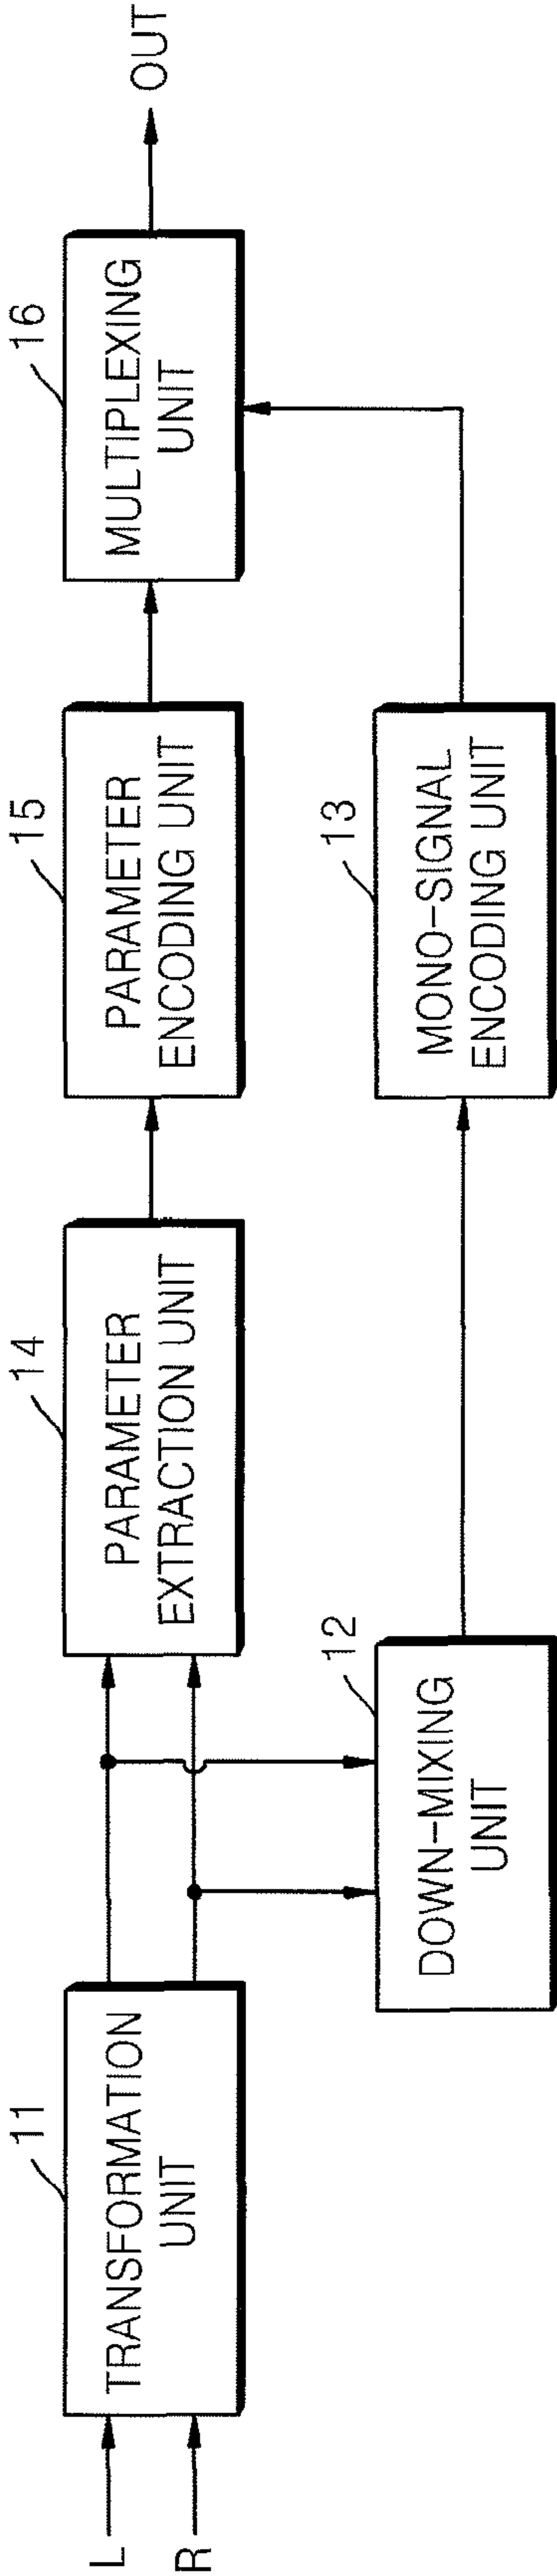 L
R
11
TRANSFORMATION
UNIT
14
PARAMETER
EXTRACTION UNIT
15
PARAMETER
ENCODING UNIT
16
MULTIPLEXING
UNIT
OUT
12
DOWN-MIXING
UNIT
13
MONO-SIGNAL
ENCODING UNIT